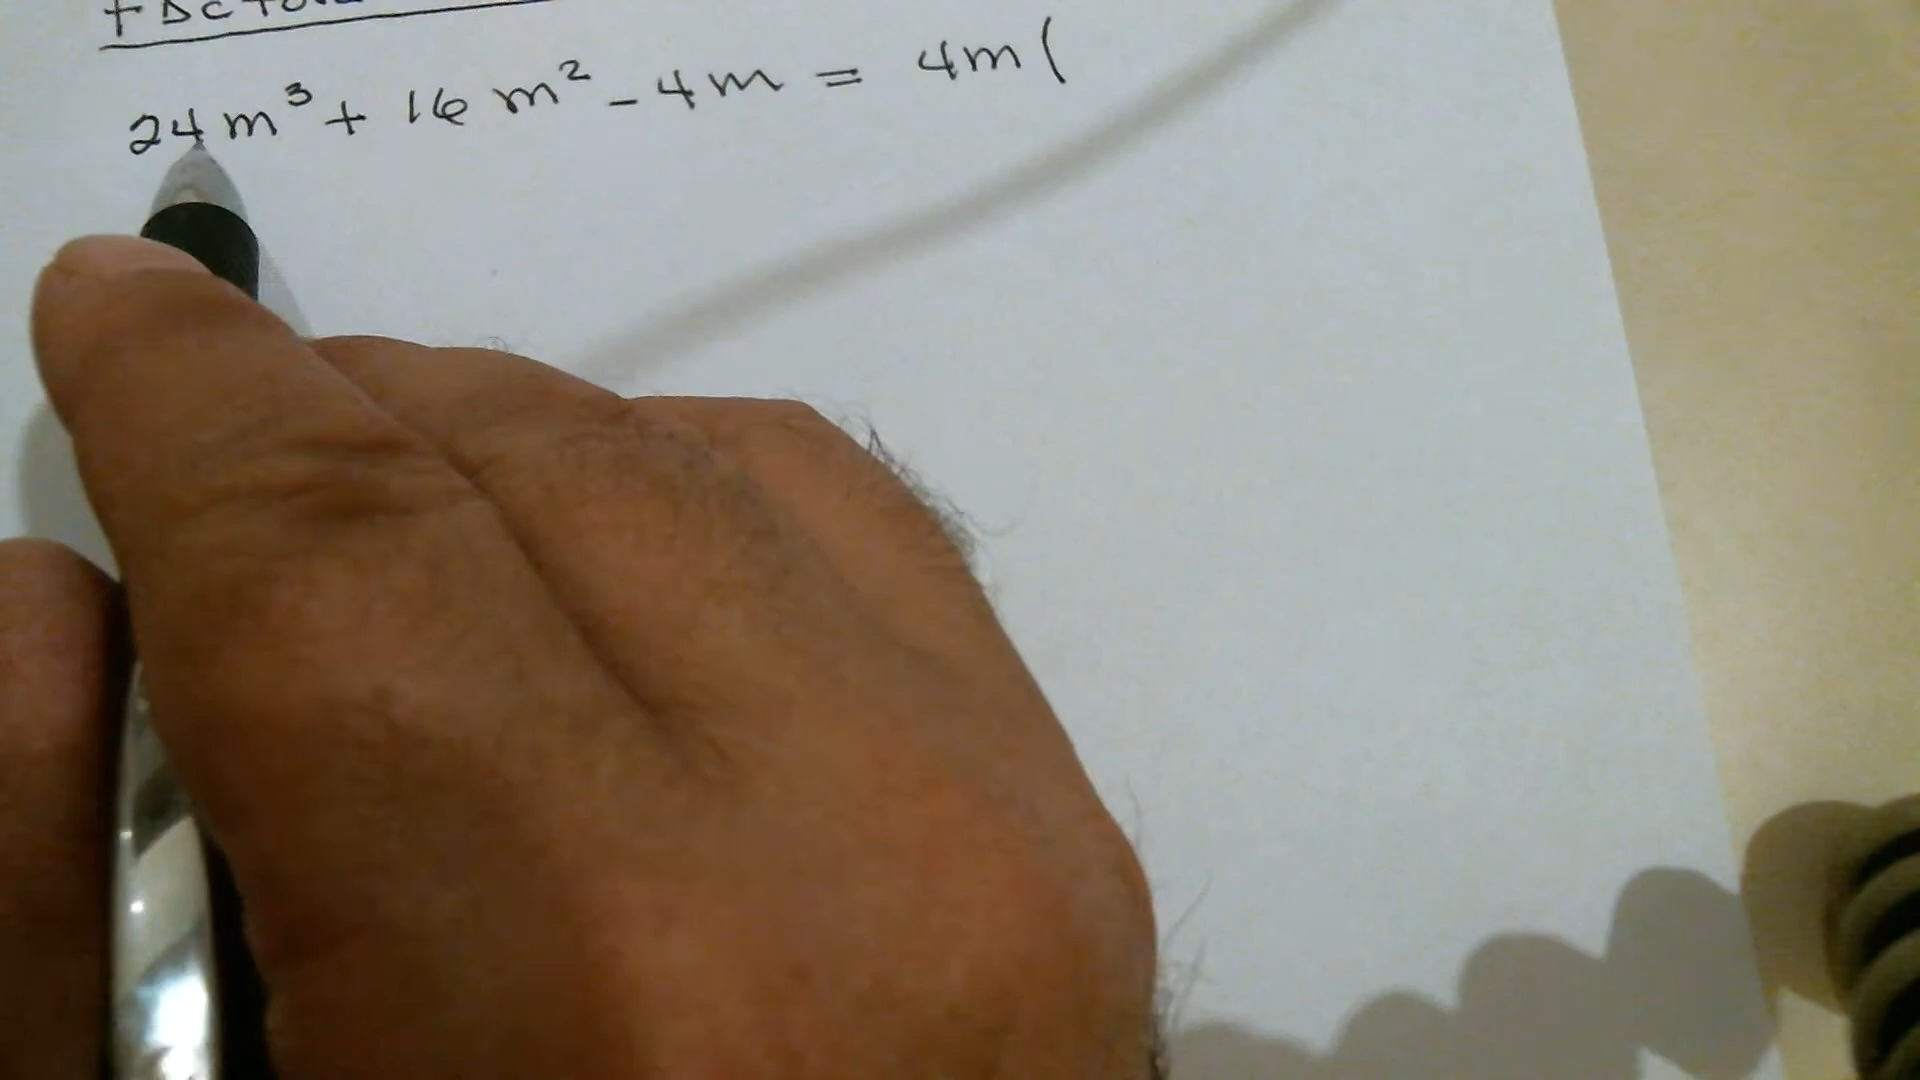 24m³ + 16m² - 4m = 4m(